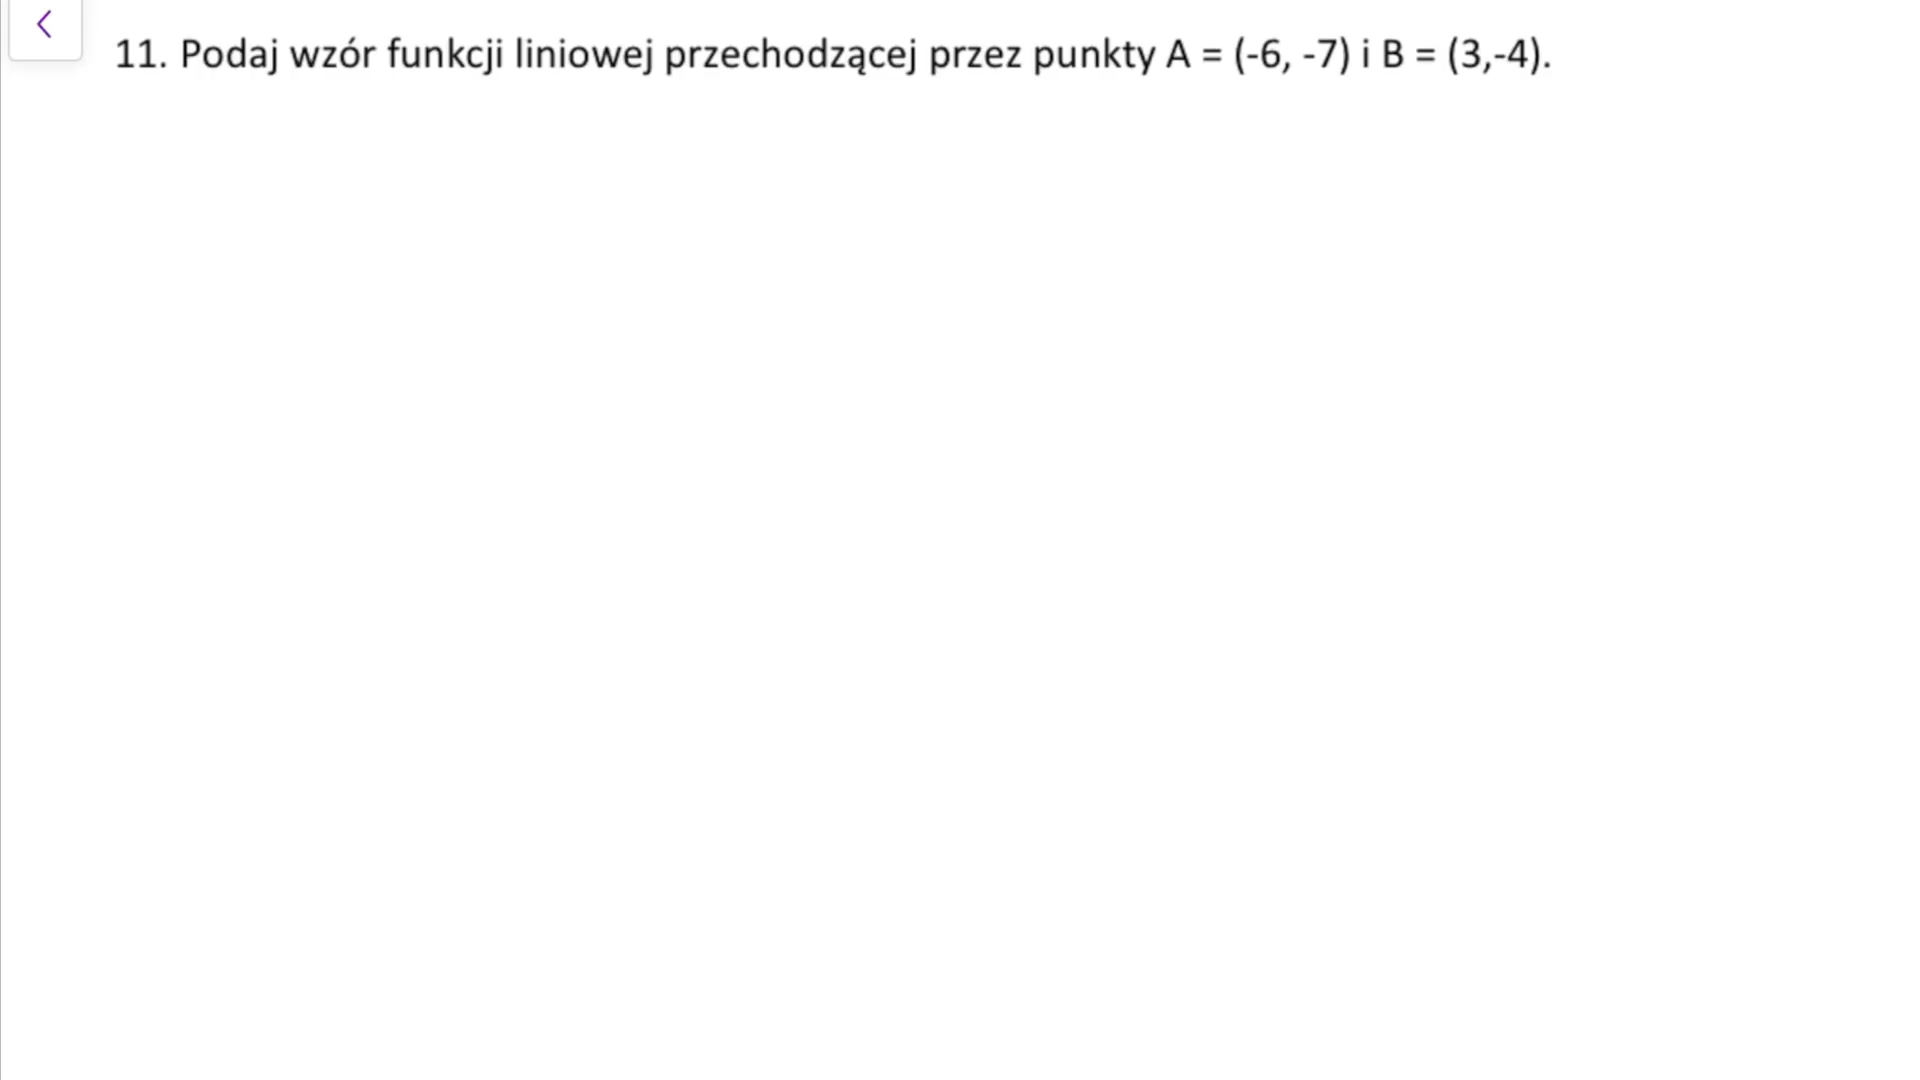 11. Podaj wzór funkcji liniowej przechodzącej przez punkty A = (-6, -7) i B = (3,-4).